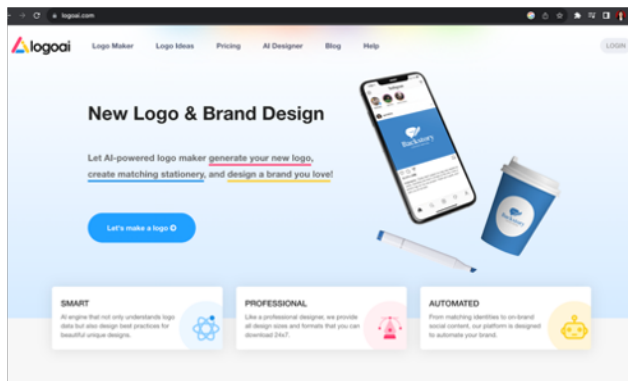 logoai.com
logoai
Logo Maker
Logo Ideas
Pricing
AI Designer
Blog
Help
LOGIN
New Logo & Brand Design
Let AI-powered logo maker generate your new logo,
create matching stationery, and design a brand you love!
Let's make a logo
Backstory
SMART
AI engine that not only understands logo
data but also design best practices for
beautiful unique designs.
PROFESSIONAL
Like a professional designer, we provide
all design sizes and formats that you can
download 24x7.
AUTOMATED
From matching identities to on-brand
social content, our platform is designed
to automate your brand.